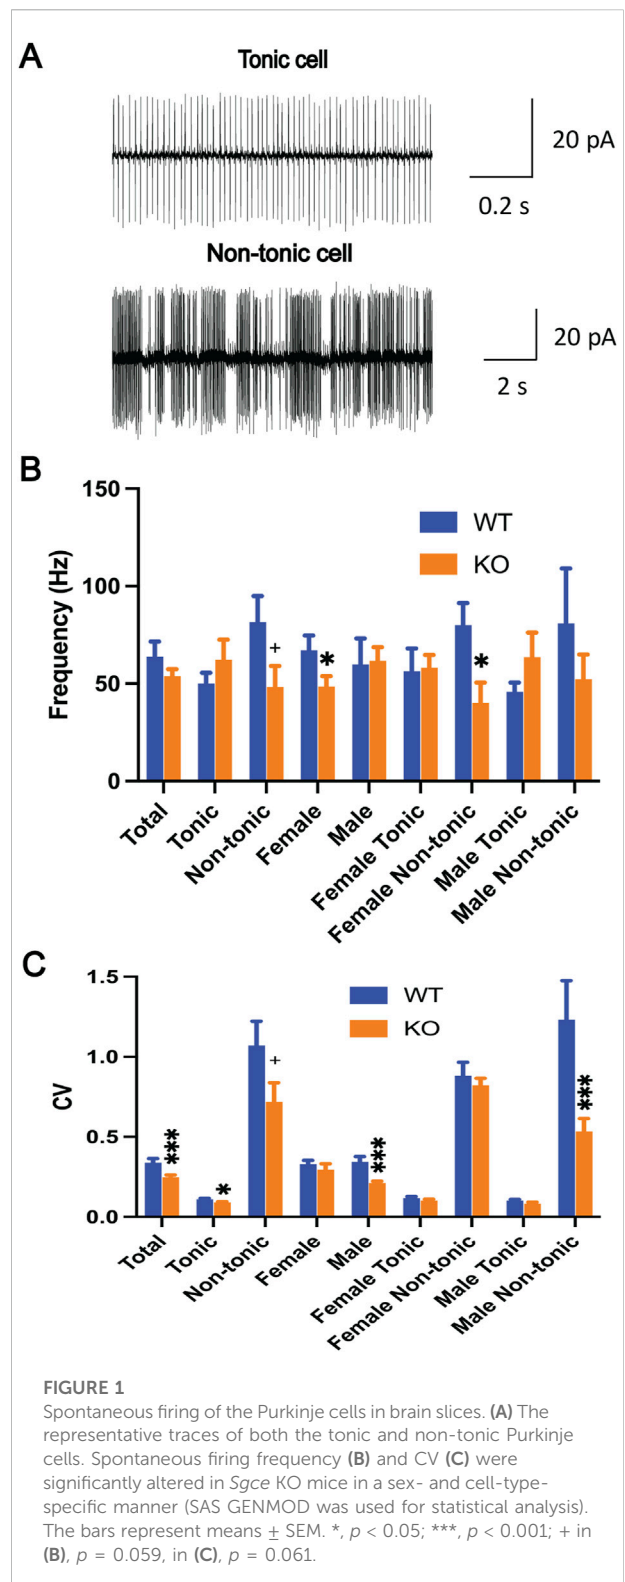 A
Tonic cell
20 pA
0.2 s
Non-tonic cell
20 pA
2 s
B
150
100
50
0
Frequency (Hz)
WT
KO
+
*
*
Total
Tonic
Non-tonic
Female
Male
Female Tonic
Female Non-tonic
Male Tonic
Male Non-tonic
C
1.5
1.0
0.5
0.0
CV
WT
KO
***
*
+
***
***
Total
Tonic
Non-tonic
Female
Male
Female Tonic
Female Non-tonic
Male Tonic
Male Non-tonic
FIGURE 1
Spontaneous firing of the Purkinje cells in brain slices. (A) The
representative traces of both the tonic and non-tonic Purkinje
cells. Spontaneous firing frequency (B) and CV (C) were
significantly altered in Sgce KO mice in a sex- and cell-type-
specific manner (SAS GENMOD was used for statistical analysis).
The bars represent means ± SEM. *, p < 0.05; ***, p < 0.001; + in
(B), p = 0.059, in (C), p = 0.061.